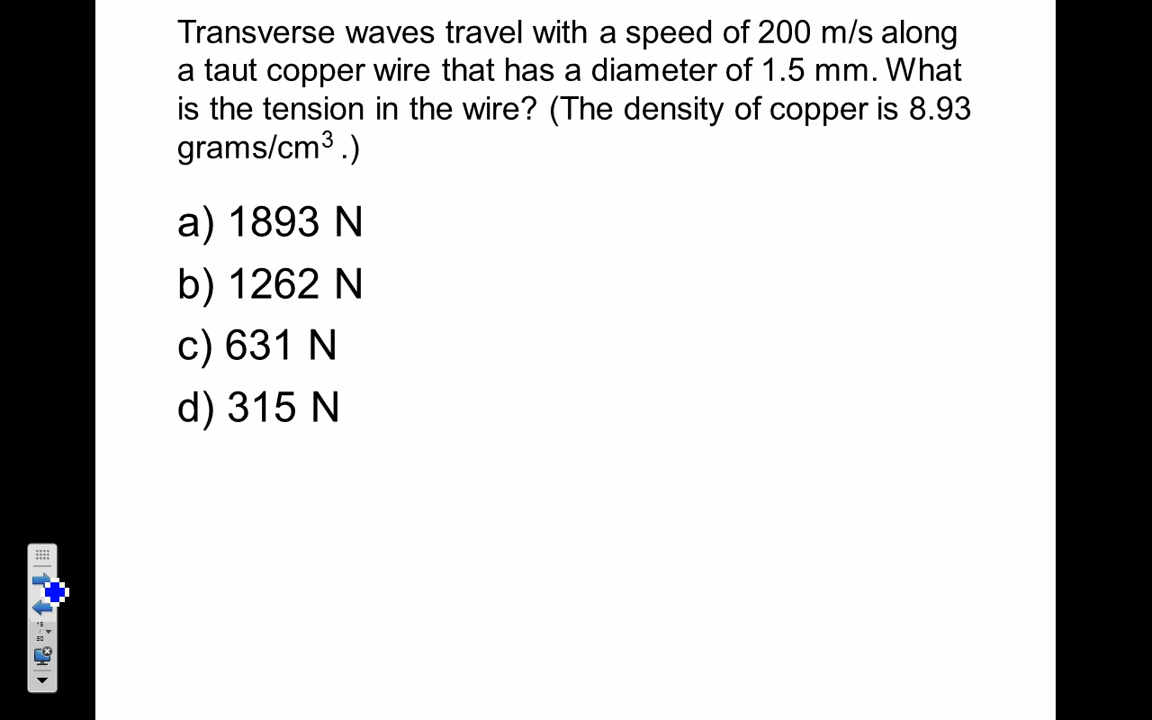 Transverse waves travel with a speed of 200 m/s along
a taut copper wire that has a diameter of 1.5 mm. What
is the tension in the wire? (The density of copper is 8.93
grams/cm³ .)
a) 1893 N
b) 1262 N
c) 631 N
d) 315 N